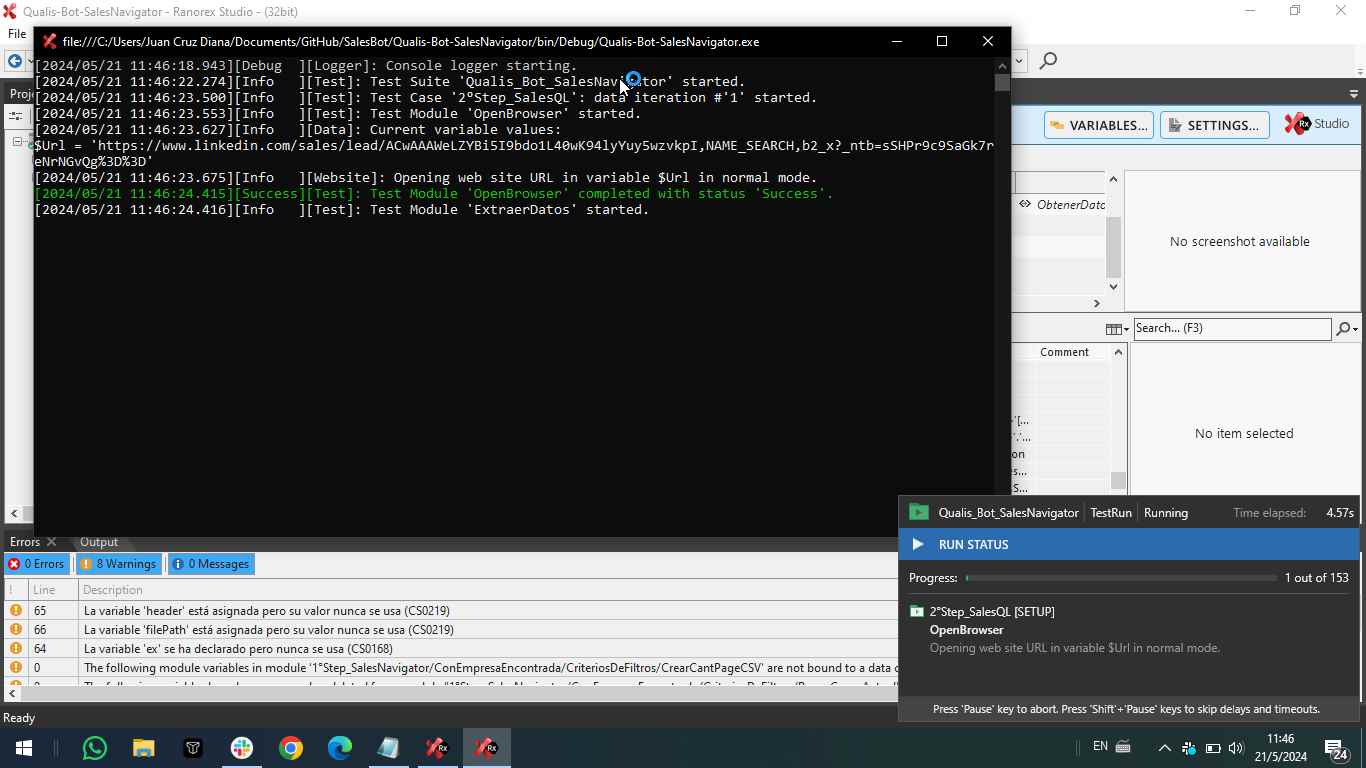 Qualis-Bot-SalesNavigator - Ranorex Studio - (32bit)
File
file:///C:/Users/Juan Cruz Diana/Documents/GitHub/SalesBot/Qualis-Bot-SalesNavigator/bin/Debug/Qualis-Bot-SalesNavigator.exe
[2024/05/21 11:46:18.943][Debug  ][Logger]: Console logger starting.
[2024/05/21 11:46:22.274][Info   ][Test]: Test Suite 'Qualis_Bot_SalesNavigator' started.
[2024/05/21 11:46:23.500][Info   ][Test]: Test Case '2°Step_SalesQL': data iteration #'1' started.
[2024/05/21 11:46:23.553][Info   ][Test]: Test Module 'OpenBrowser' started.
[2024/05/21 11:46:23.627][Info   ][Data]: Current variable values:
$Url = 'https://www.linkedin.com/sales/lead/ACwAAAWeLZYBi5I9bdo1L40wK94lyYuy5wzvkpI,NAME_SEARCH,b2_x?_ntb=sSHPr9c9SaGk7r
eNrNGvQg%3D%3D'
[2024/05/21 11:46:23.675][Info   ][Website]: Opening web site URL in variable $Url in normal mode.
[2024/05/21 11:46:24.415][Success][Test]: Test Module 'OpenBrowser' completed with status 'Success'.
[2024/05/21 11:46:24.416][Info   ][Test]: Test Module 'ExtraerDatos' started.
Proj
VARIABLES...
SETTINGS...
Rx Studio
ObtenerDato
No screenshot available
Search... (F3)
Comment
No item selected
Errors
Output
0 Errors
8 Warnings
0 Messages
!
Line
Description
65 La variable 'header' está asignada pero su valor nunca se usa (CS0219)
66 La variable 'filePath' está asignada pero su valor nunca se usa (CS0219)
64 La variable 'ex' se ha declarado pero nunca se usa (CS0168)
0 The following module variables in module '1°Step_SalesNavigator/ConEmpresaEncontrada/CriteriosDeFiltros/CrearCantPageCSV' are not bound to a data
Qualis_Bot_SalesNavigator
TestRun
Running
Time elapsed: 4.57s
RUN STATUS
Progress:
1 out of 153
2°Step_SalesQL [SETUP]
OpenBrowser
Opening web site URL in variable $Url in normal mode.
Press 'Pause' key to abort. Press 'Shift'+'Pause' keys to skip delays and timeouts.
Ready
EN
11:46
21/5/2024
24